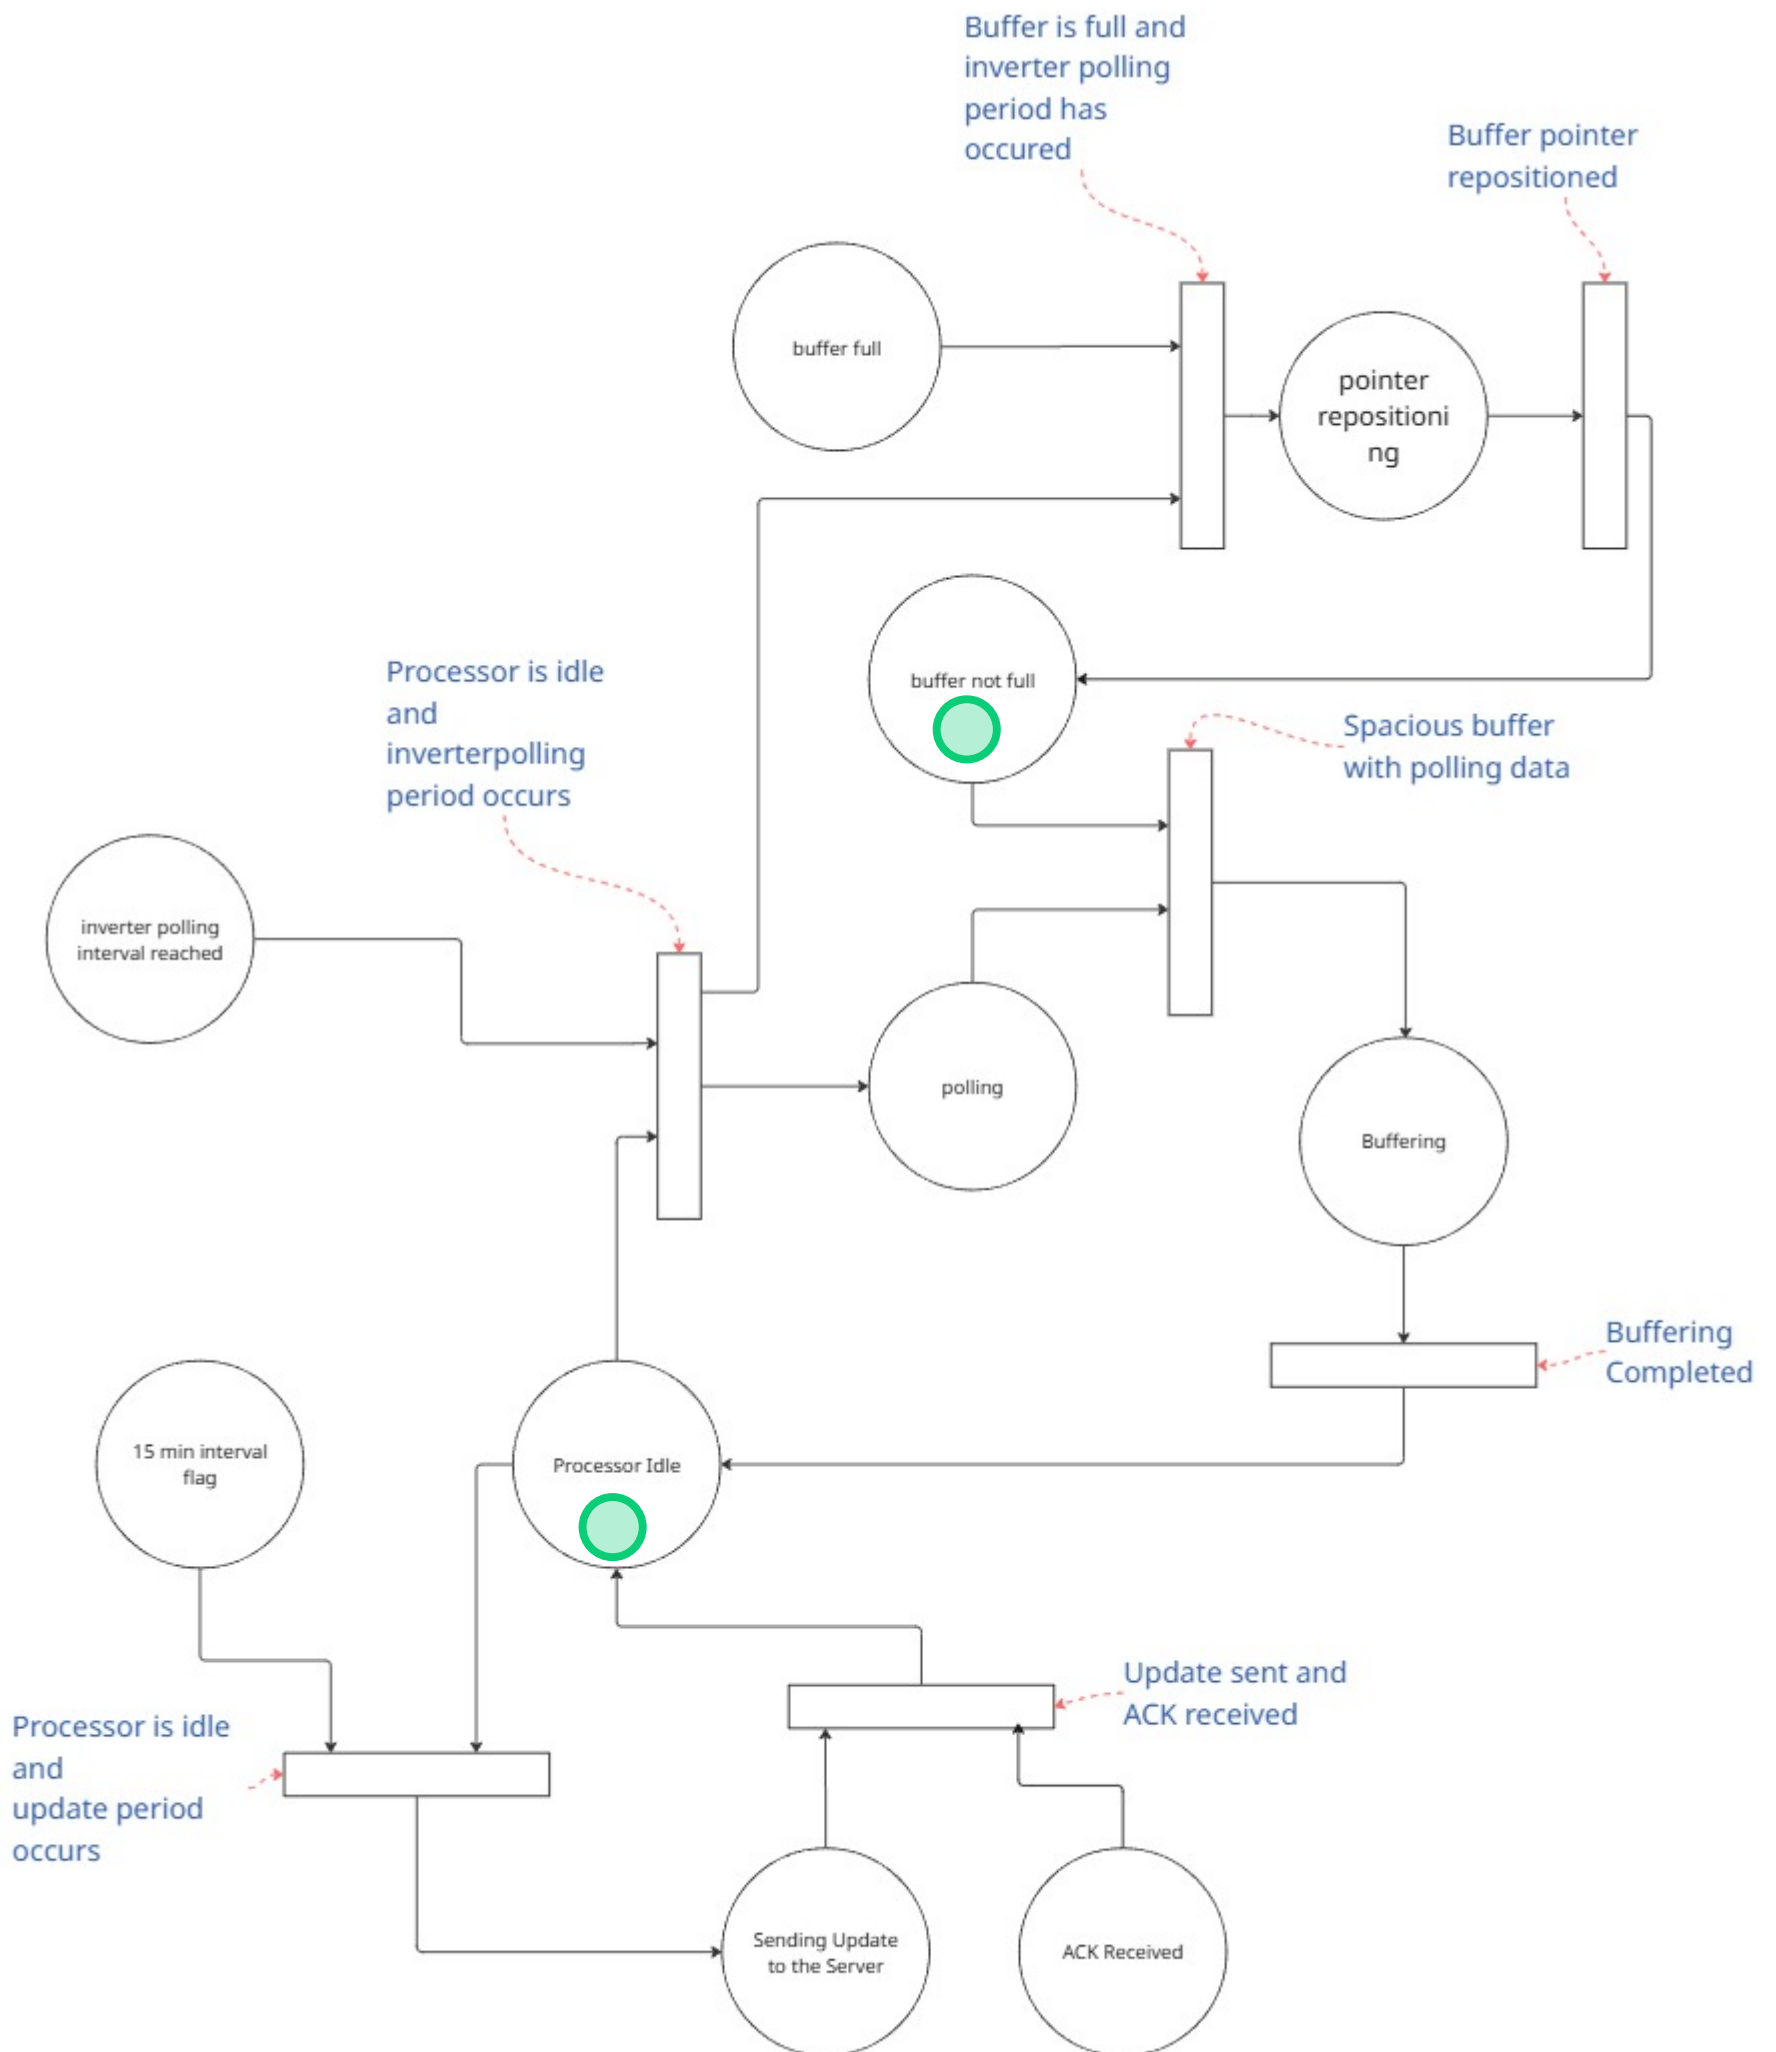 Buffer is full and
inverter polling
period has
occured
Buffer pointer
repositioned
buffer full
pointer
repositioni
ng
Processor is idle
and
inverterpolling
period occurs
buffer not full
Spacious buffer
with polling data
inverter polling
interval reached
polling
Buffering
Buffering
Completed
15 min interval
flag
Processor Idle
Update sent and
ACK received
Processor is idle
and
update period
occurs
Sending Update
to the Server
ACK Received